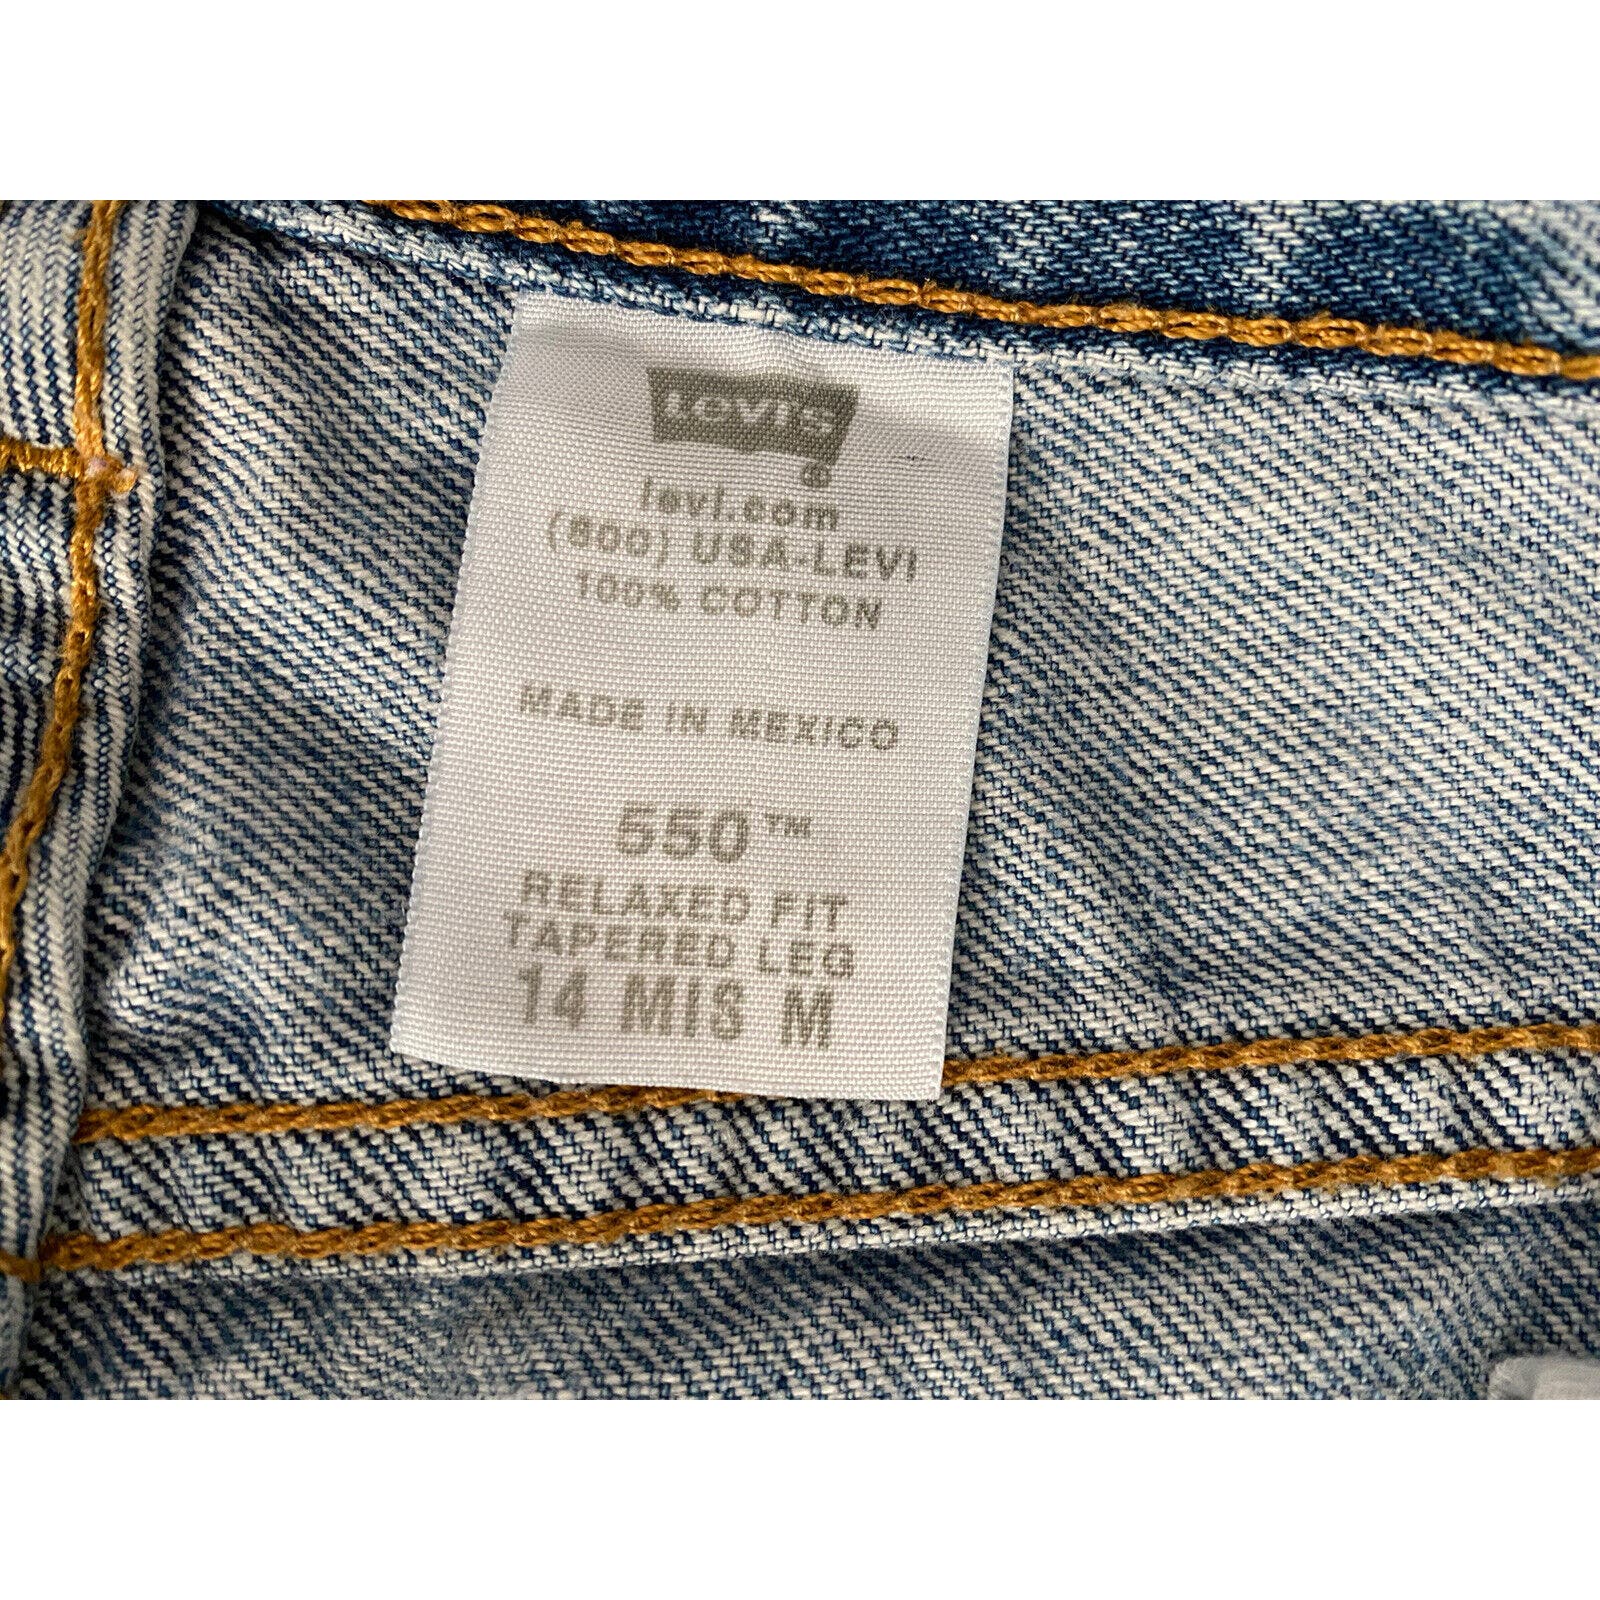 Levi's
®
levi.com
(800) USA-LEVI
100% COTTON
MADE IN MEXICO
550™
RELAXED FIT
TAPERED LEG
14 MIS M